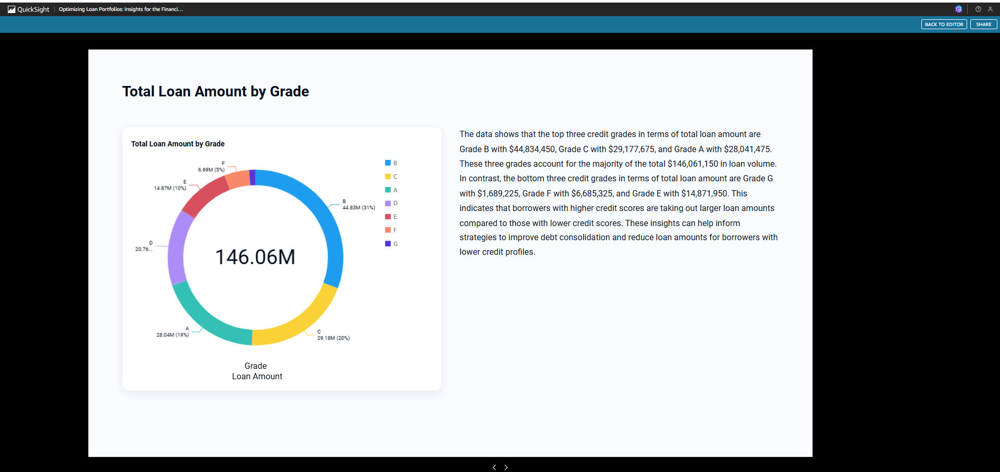 QuickSight
Optimizing Loan Portfolios: Insights for the Financi...
BACK TO EDITOR
SHARE
Total Loan Amount by Grade
Total Loan Amount by Grade
F
6.69M (5%)
E
14.87M (10%)
B
44.83M (31%)
D
20.76...
146.06M
A
28.04M (19%)
C
29.18M (20%)
Grade
Loan Amount
B
C
A
D
E
F
G
The data shows that the top three credit grades in terms of total loan amount are
Grade B with $44,834,450, Grade C with $29,177,675, and Grade A with $28,041,475.
These three grades account for the majority of the total $146,061,150 in loan volume.
In contrast, the bottom three credit grades in terms of total loan amount are Grade G
with $1,689,225, Grade F with $6,685,325, and Grade E with $14,871,950. This
indicates that borrowers with higher credit scores are taking out larger loan amounts
compared to those with lower credit scores. These insights can help inform
strategies to improve debt consolidation and reduce loan amounts for borrowers with
lower credit profiles.